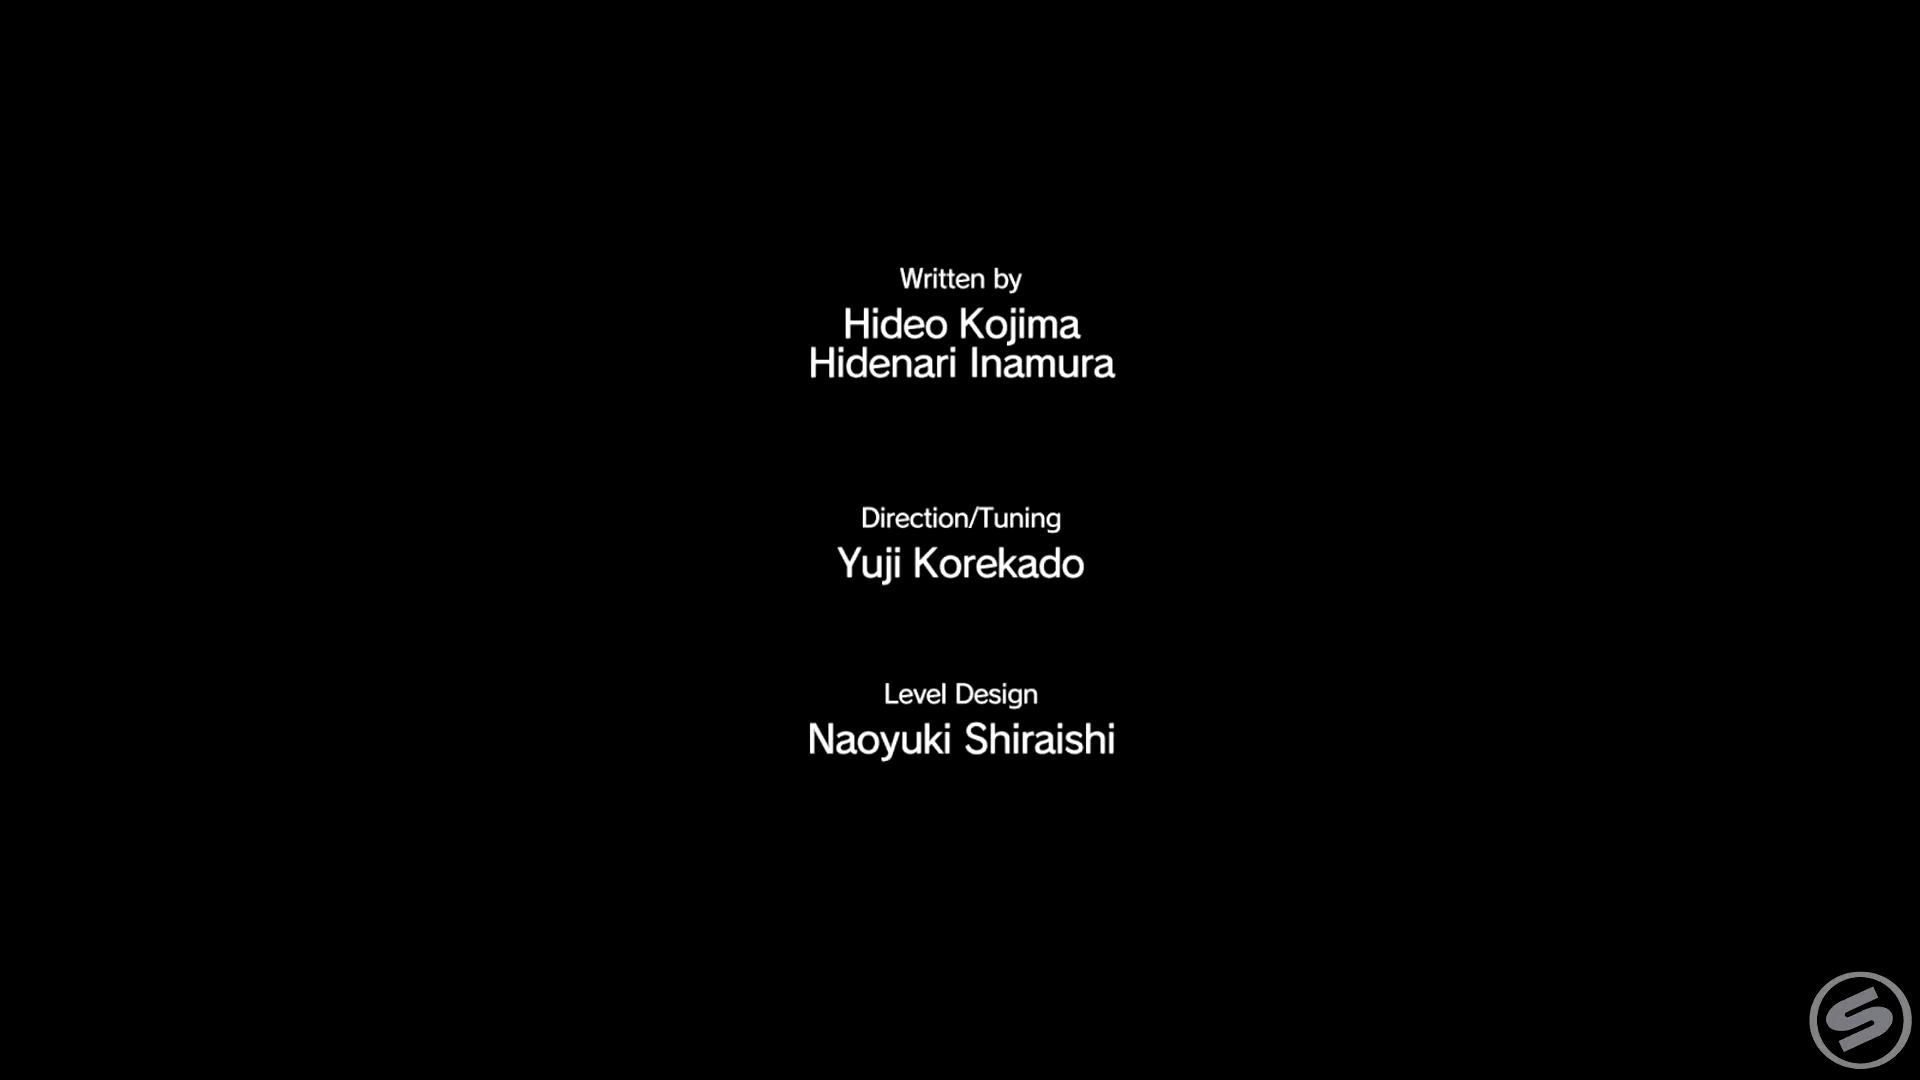 Written by
Hideo Kojima
Hidenari Inamura
Direction/Tuning
Yuji Korekado
Level Design
Naoyuki Shiraishi
S